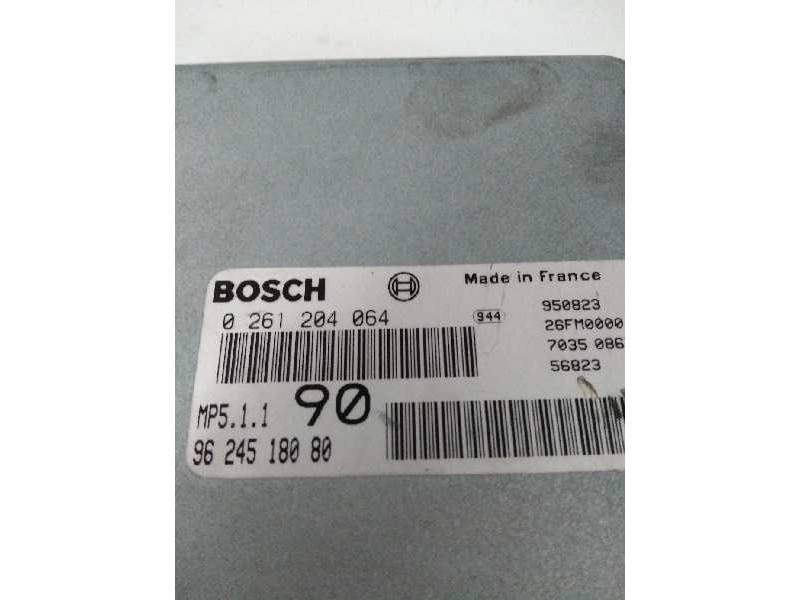 BOSCH Made in France
0 261 204 064 944 950823
26FM0000
7035 086
56823
MP5.1.1 90
96 245 180 80